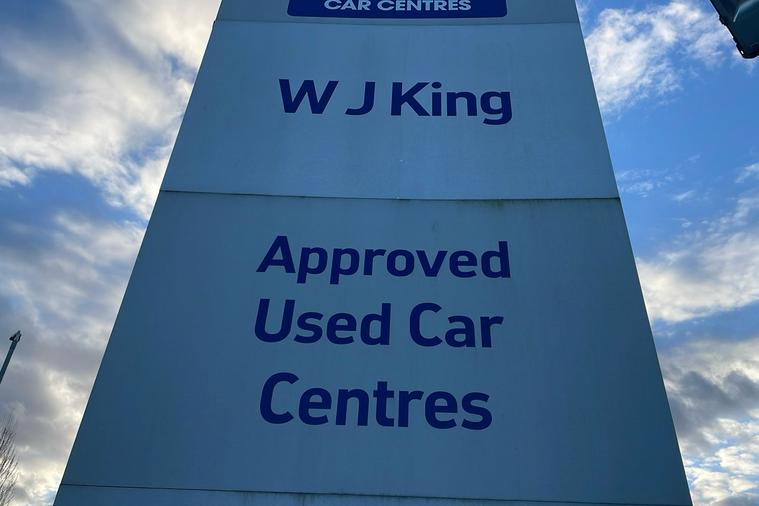 CAR CENTRES
W J King
Approved
Used Car
Centres